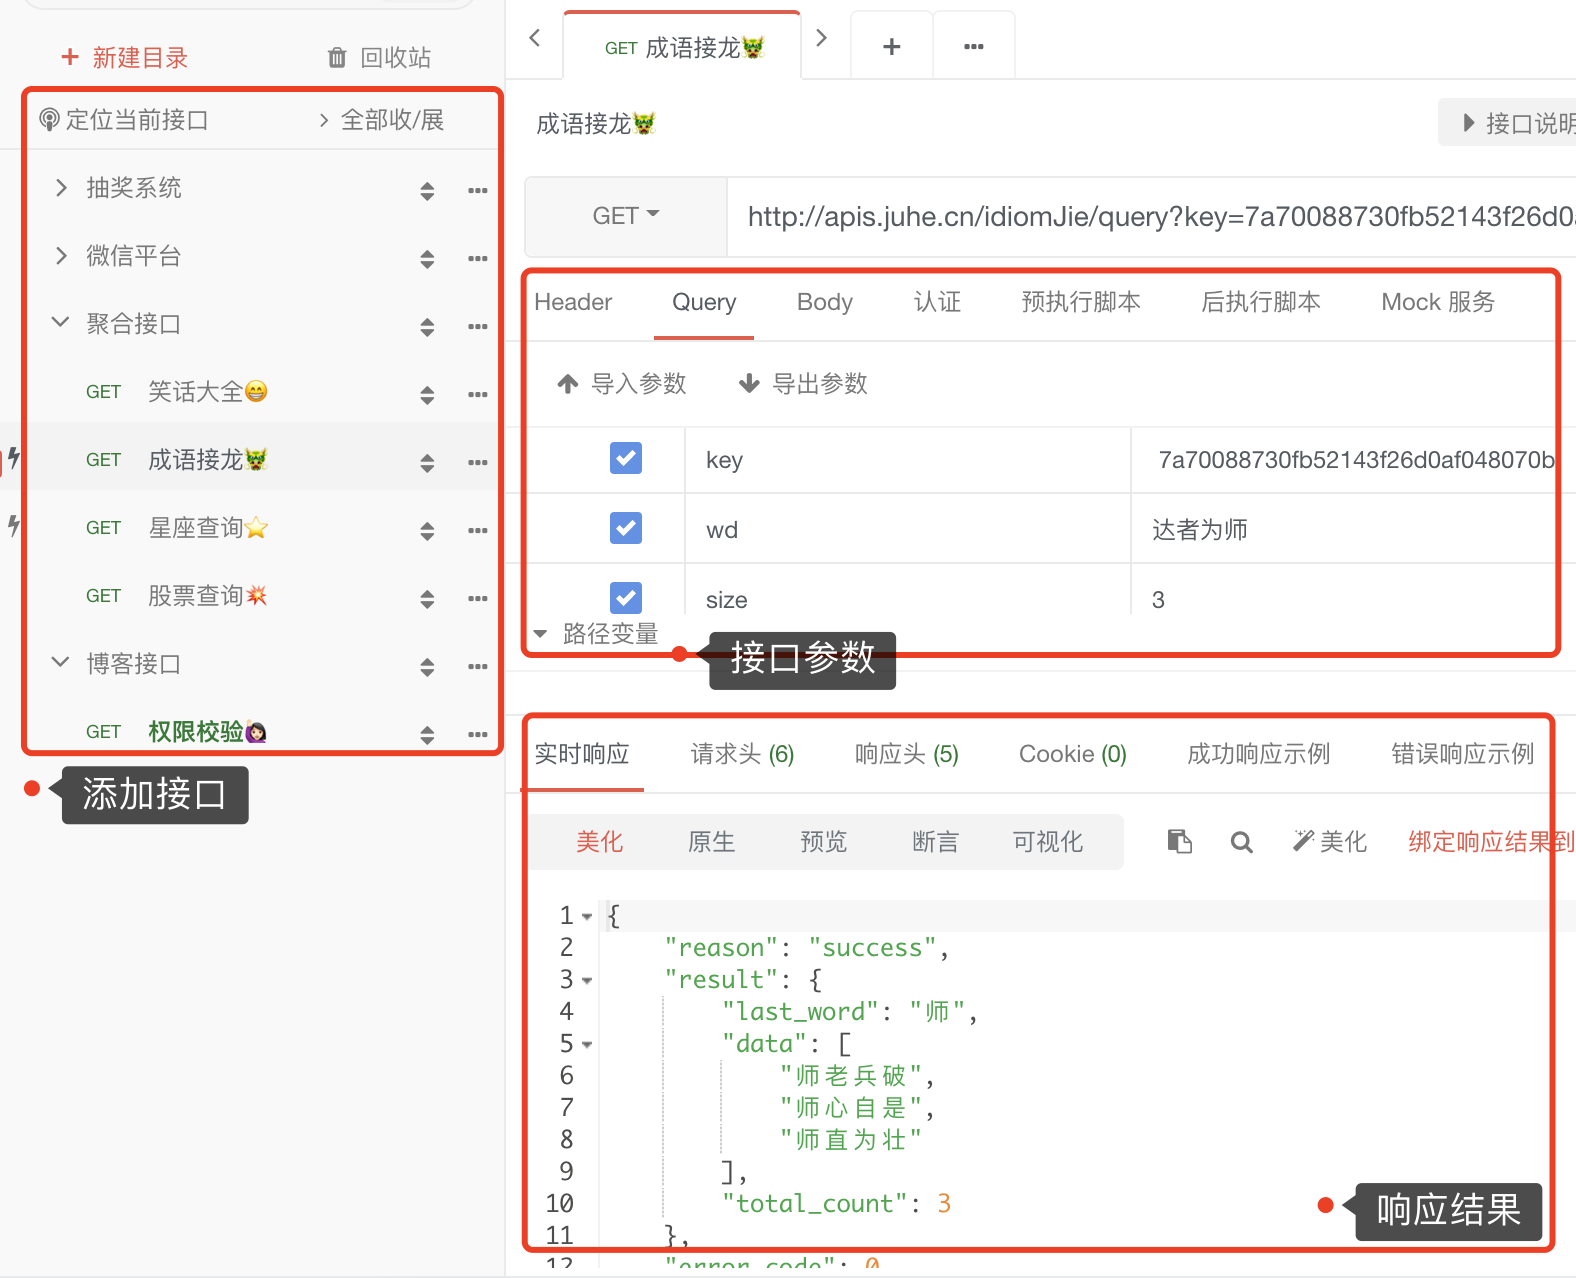 新建目录
回收站
定位当前接口
全部收/展
抽奖系统
微信平台
聚合接口
GET 笑话大全😁
GET 成语接龙🐲
GET 星座查询⭐
GET 股票查询💥
博客接口
GET 权限校验🙋🏻‍♀️
添加接口
GET 成语接龙🐲
成语接龙🐲
接口说明
GET
http://apis.juhe.cn/idiomJie/query?key=7a70088730fb52143f26d0a
Header Query Body 认证 预执行脚本 后执行脚本 Mock 服务
导入参数 导出参数
key 7a70088730fb52143f26d0af048070b
wd 达者为师
size 3
路径变量
接口参数
实时响应 请求头 (6) 响应头 (5) Cookie (0) 成功响应示例 错误响应示例
美化 原生 预览 断言 可视化 美化 绑定响应结果到
1 {
2 "reason": "success",
3 "result": {
4 "last_word": "师",
5 "data": [
6 "师老兵破",
7 "师心自是",
8 "师直为壮"
9 ],
10 "total_count": 3
11 },
12 "error_code": 0
响应结果